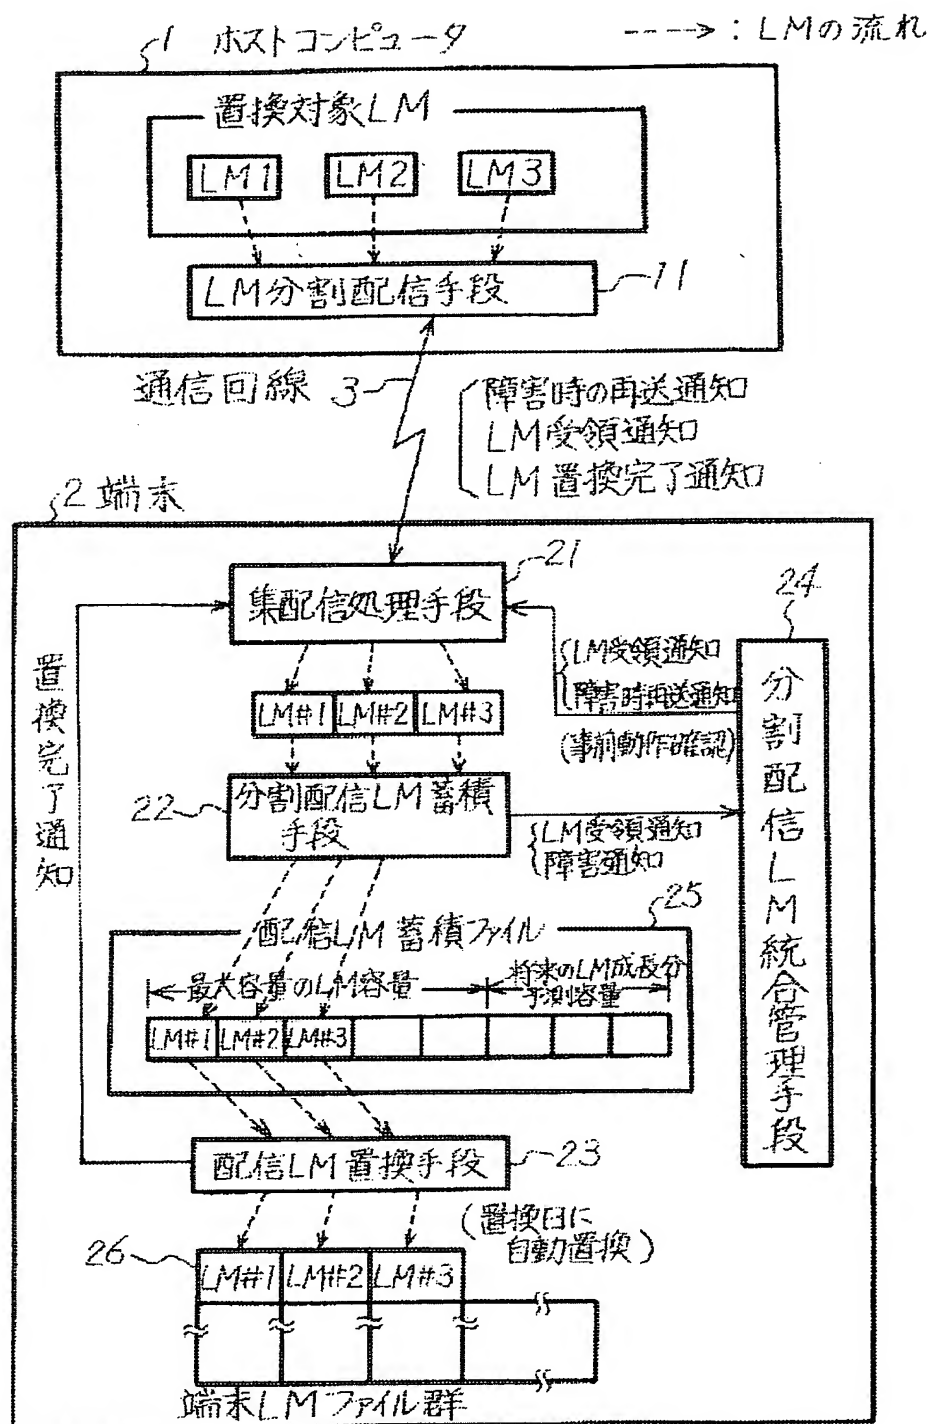 1 ホストコンピュータ
---→:LMの流れ
置換対象LM
LM1 LM2 LM3
LM分割配信手段
11
通信回線 3
障害時の再送通知
LM受領通知
LM置換完了通知
2 端末
21
集配信処理手段
24
置換完了通知
LM受領通知
障害時再送通知
(事前動作確認)
LM#1 LM#2 LM#3
22
分割配信LM蓄積
手段
LM受領通知
障害通知
分割配信LM統合管理手段
25
配信LM蓄積ファイル
最大容量のLM容量
将来のLM成長分
予測容量
LM#1 LM#2 LM#3
配信LM置換手段
23
(置換日に
自動置換)
26
LM#1 LM#2 LM#3
端末LMファイル群